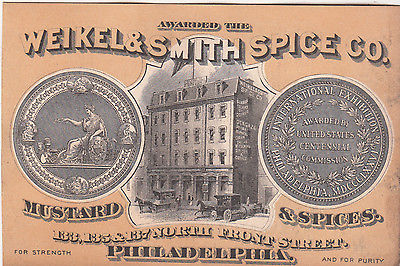 AWARDED THE
WEIKEL & SMITH SPICE CO.
INTERNATIONAL EXHIBITION
PHILADELPHIA, MDCCCLXXVI
AWARDED BY
UNITED STATES
CENTENNIAL
COMMISSION
MUSTARD & SPICES.
133, 135 & 137 NORTH FRONT STREET,
FOR STRENGTH AND FOR PURITY
PHILADELPHIA.